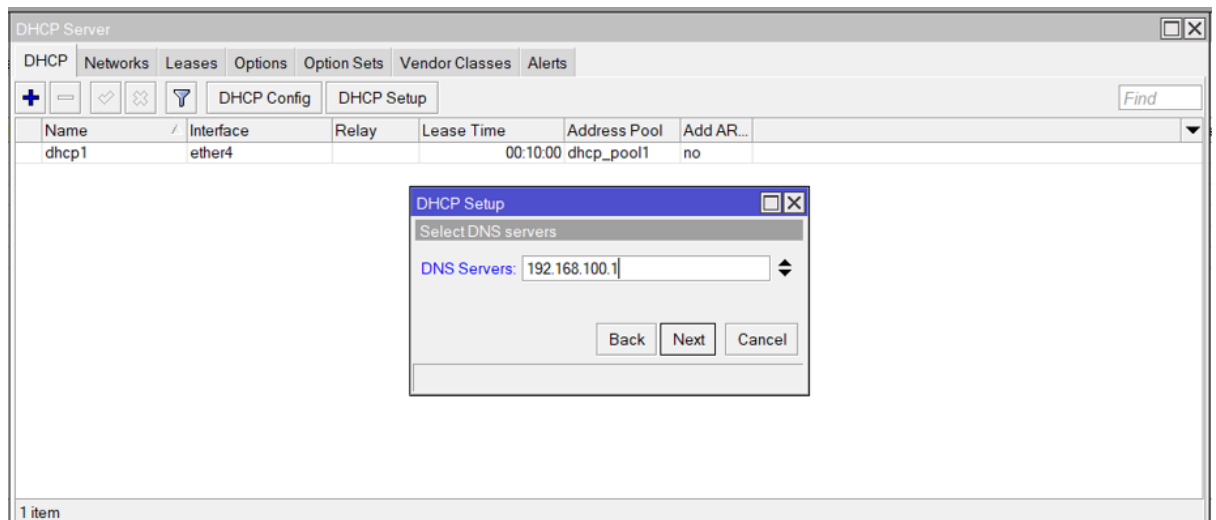 DHCP Server
DHCP Networks Leases Options Option Sets Vendor Classes Alerts
DHCP Config DHCP Setup Find
Name Interface Relay Lease Time Address Pool Add AR...
dhcp1 ether4 00:10:00 dhcp_pool1 no
DHCP Setup
Select DNS servers
DNS Servers: 192.168.100.1
Back Next Cancel
1 item